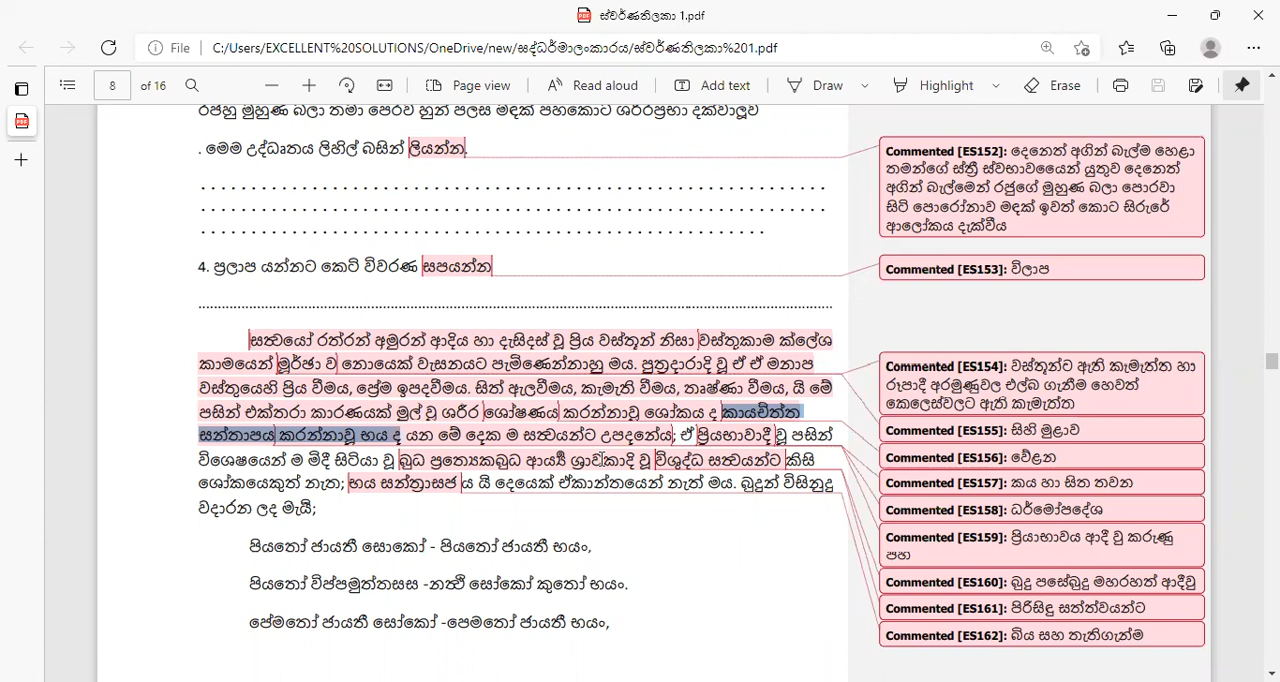 ස්වර්ණතිලකා 1.pdf
File C:/Users/EXCELLENT%20SOLUTIONS/OneDrive/new/සද්ධර්මාලංකාරය/ස්වර්ණතිලකා%201.pdf
8 of 16 Page view Read aloud Add text Draw Highlight Erase
රජහු මුහුණ බලා තමා පෙරව හුන් පලස මඳක් පහකොට ශරීරප්‍රභා දක්වාලූව
. මෙම උද්ධෘතය ලිහිල් බසින් ලියන්න.
4. ප්‍රලාප යන්නට කෙටි විවරණ සපයන්න
සත්‍වයෝ රත්රන් අමුරන් ආදිය හා දැසිදස් වූ ප්‍රිය වස්තූන් නිසා වස්තුකාම ක්ලේශ
කාමයෙන් මූර්ඡා ව නොයෙක් වැසනයට පැමිණෙන්නාහු මය. පුත්‍රදාරාදි වූ ඒ ඒ මනාප
වස්තුයෙහි ප්‍රිය වීමය, ප්‍රේම ඉපදවීමය. සිත් ඇලවීමය, කැමැති වීමය, තෘෂ්ණා වීමය, යි මේ
පසින් එක්තරා කාරණයක් මුල් වූ ශරීර ශෝෂණය කරන්නාවූ ශෝකය ද කායචිත්ත
සන්තාපය කරන්නාවූ භය ද යන මේ දෙක ම සත්‍වයන්ට උපදනේය; ඒ ප්‍රියභාවාදී වූ පසින්
විශෙෂයෙන් ම මිදී සිටියා වූ බුධ ප්‍රත්‍යෙකබුධ ආර්‍ය්‍ය ශ්‍රාවකාදි වූ විශුද්ධ සත්‍වයන්ට කිසි
ශෝකයෙකුත් නැත; භය සන්ත්‍රාසජ ය යි දෙයෙක් ඒකාන්තයෙන් නැත් මය. බුදුන් විසිනුදු
වදාරන ලද මැයි;
පියතෝ ජායතී සොකෝ - පියතෝ ජායතී භයං,
පියතෝ විප්පමුත්තසස -නත්‍ථි සෝකෝ කුතෝ භයං.
පේමතෝ ජායතී සෝකෝ -පෙමතෝ ජායතී භයං,
Commented [ES152]: දෙනෙත් අගින් බැල්ම හෙළා
තමන්ගේ ස්ත්‍රී ස්වභාවයෙන් යුතුව දෙනෙත්
අගින් බැල්මෙන් රජුගේ මුහුණ බලා පොරවා
සිටි පොරෝනාව මඳක් ඉවත් කොට සිරුරේ
ආලෝකය දැක්වීය
Commented [ES153]: විලාප
Commented [ES154]: වස්තූන්ට ඇති කැමැත්ත හා
රූපාදී අරමුණුවල එල්බ ගැනීම හෙවත්
කෙලෙස්වලට ඇති කැමැත්ත
Commented [ES155]: සිහි මුළාව
Commented [ES156]: වේළන
Commented [ES157]: කය හා සිත තවන
Commented [ES158]: ධර්මෝපදේශ
Commented [ES159]: ප්‍රියාභාවය ආදී වු කරුණු
පහ
Commented [ES160]: බුදු පසේබුදු මහරහත් ආදීවු
Commented [ES161]: පිරිසිඳු සත්ත්වයන්ට
Commented [ES162]: බිය සහ තැතිගැන්ම